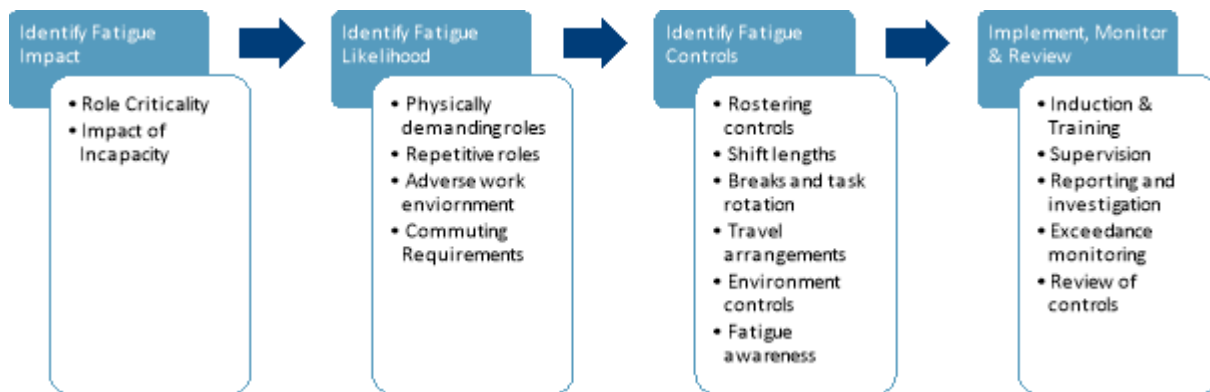 Identify Fatigue
Impact
• Role Criticality
• Impact of
Incapacity
Identify Fatigue
Likelihood
• Physically
demanding roles
• Repetitive roles
• Adverse work
enviornment
• Commuting
Requirements
Identify Fatigue
Controls
• Rostering
controls
• Shift lengths
• Breaks and task
rotation
• Travel
arrangements
• Environment
controls
• Fatigue
awareness
Implement, Monitor
& Review
• Induction &
Training
• Supervision
• Reporting and
investigation
• Exceedance
monitoring
• Review of
controls